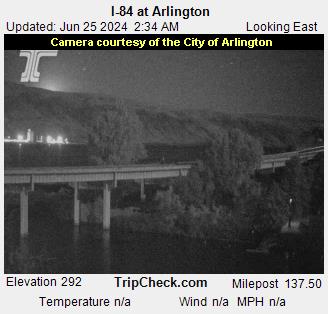 I-84 at Arlington
Updated: Jun 25 2024 2:34 AM Looking East
Camera courtesy of the City of Arlington
Elevation 292 TripCheck.com Milepost 137.50
Temperature n/a Wind n/a MPH n/a